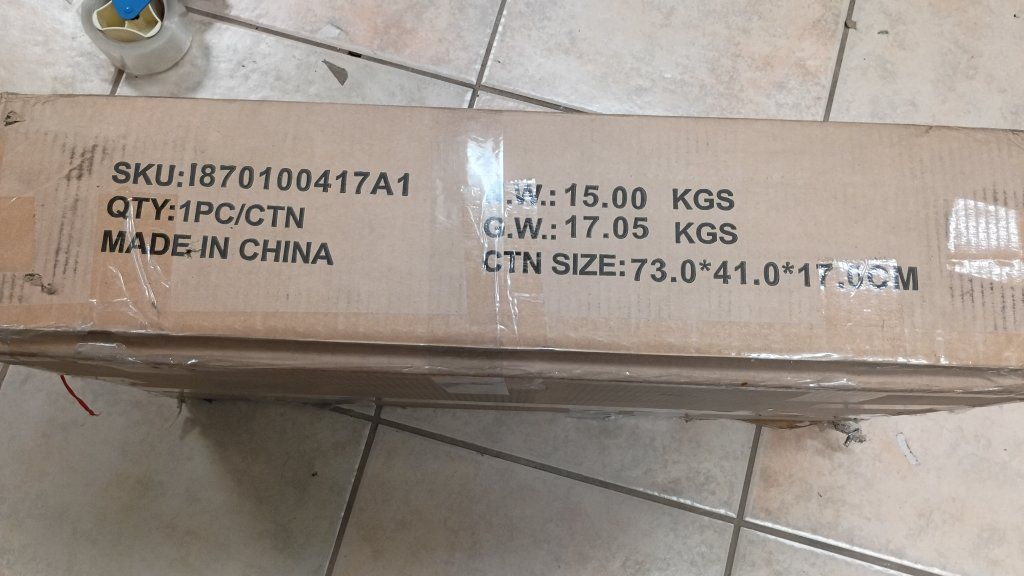 SKU:I870100417A1
QTY:1PC/CTN
MADE IN CHINA
.W.: 15.00 KGS
G.W.: 17.05 KGS
CTN SIZE:73.0*41.0*17.0CM